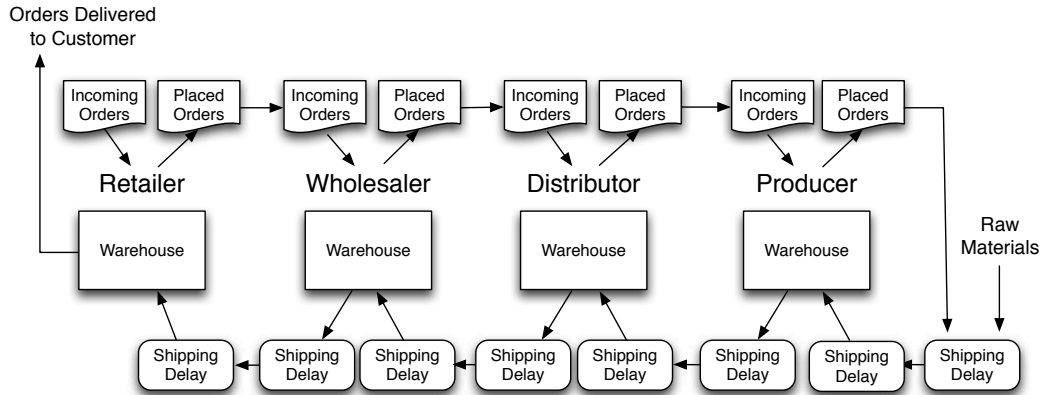 Orders Delivered
to Customer
Incoming
Orders
Placed
Orders
Incoming
Orders
Placed
Orders
Incoming
Orders
Placed
Orders
Incoming
Orders
Placed
Orders
Retailer
Wholesaler
Distributor
Producer
Warehouse
Warehouse
Warehouse
Warehouse
Raw
Materials
Shipping
Delay
Shipping
Delay
Shipping
Delay
Shipping
Delay
Shipping
Delay
Shipping
Delay
Shipping
Delay
Shipping
Delay